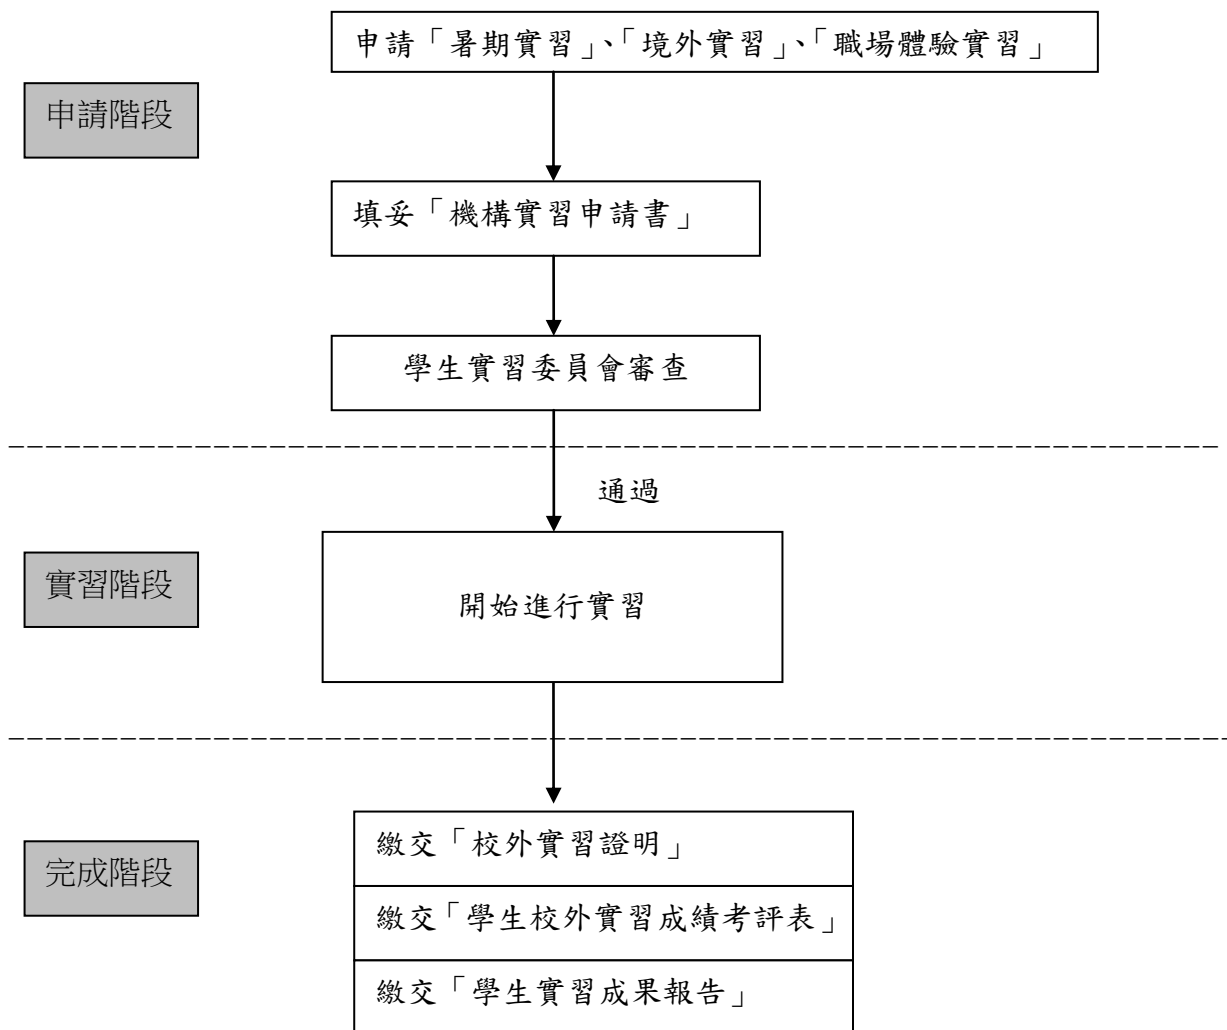 申請「暑期實習」、「境外實習」、「職場體驗實習」
申請階段
填妥「機構實習申請書」
學生實習委員會審查
通過
實習階段
開始進行實習
完成階段
繳交「校外實習證明」
繳交「學生校外實習成績考評表」
繳交「學生實習成果報告」